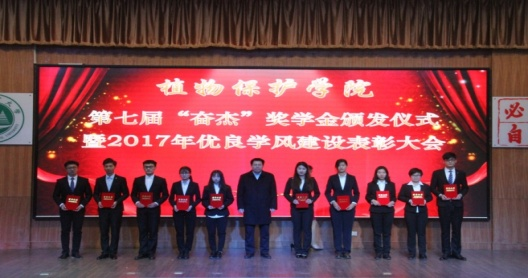 植物保护学院
第七届“奋杰”奖学金颁发仪式
暨2017年优良学风建设表彰大会
必
自